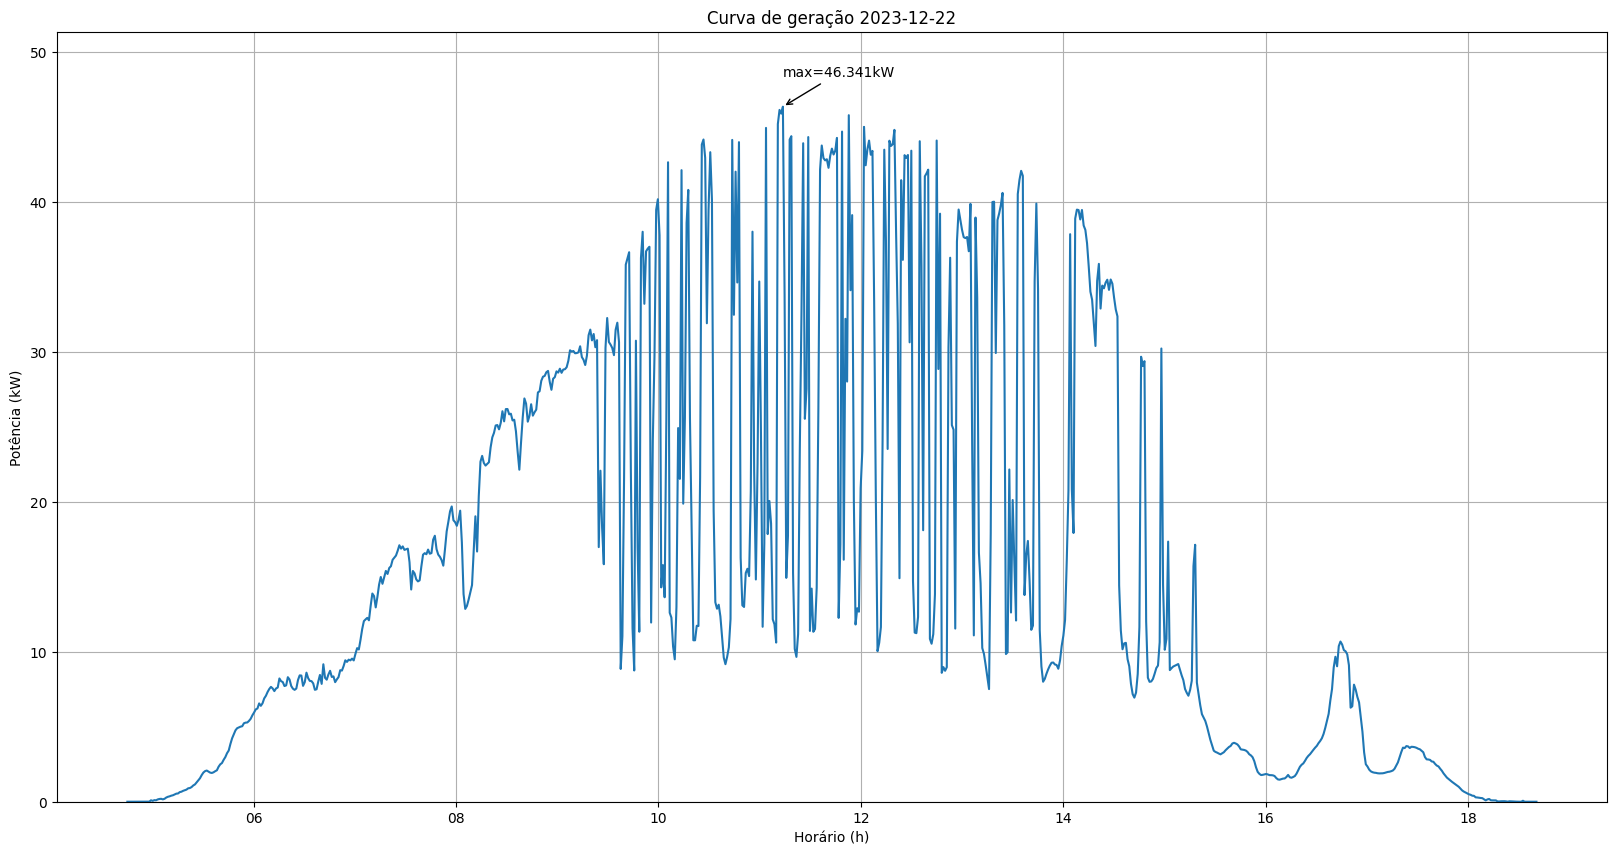 Curva de geração 2023-12-22
max=46.341kW
Potência (kW)
50
40
30
20
10
0
06 08 10 12 14 16 18
Horário (h)